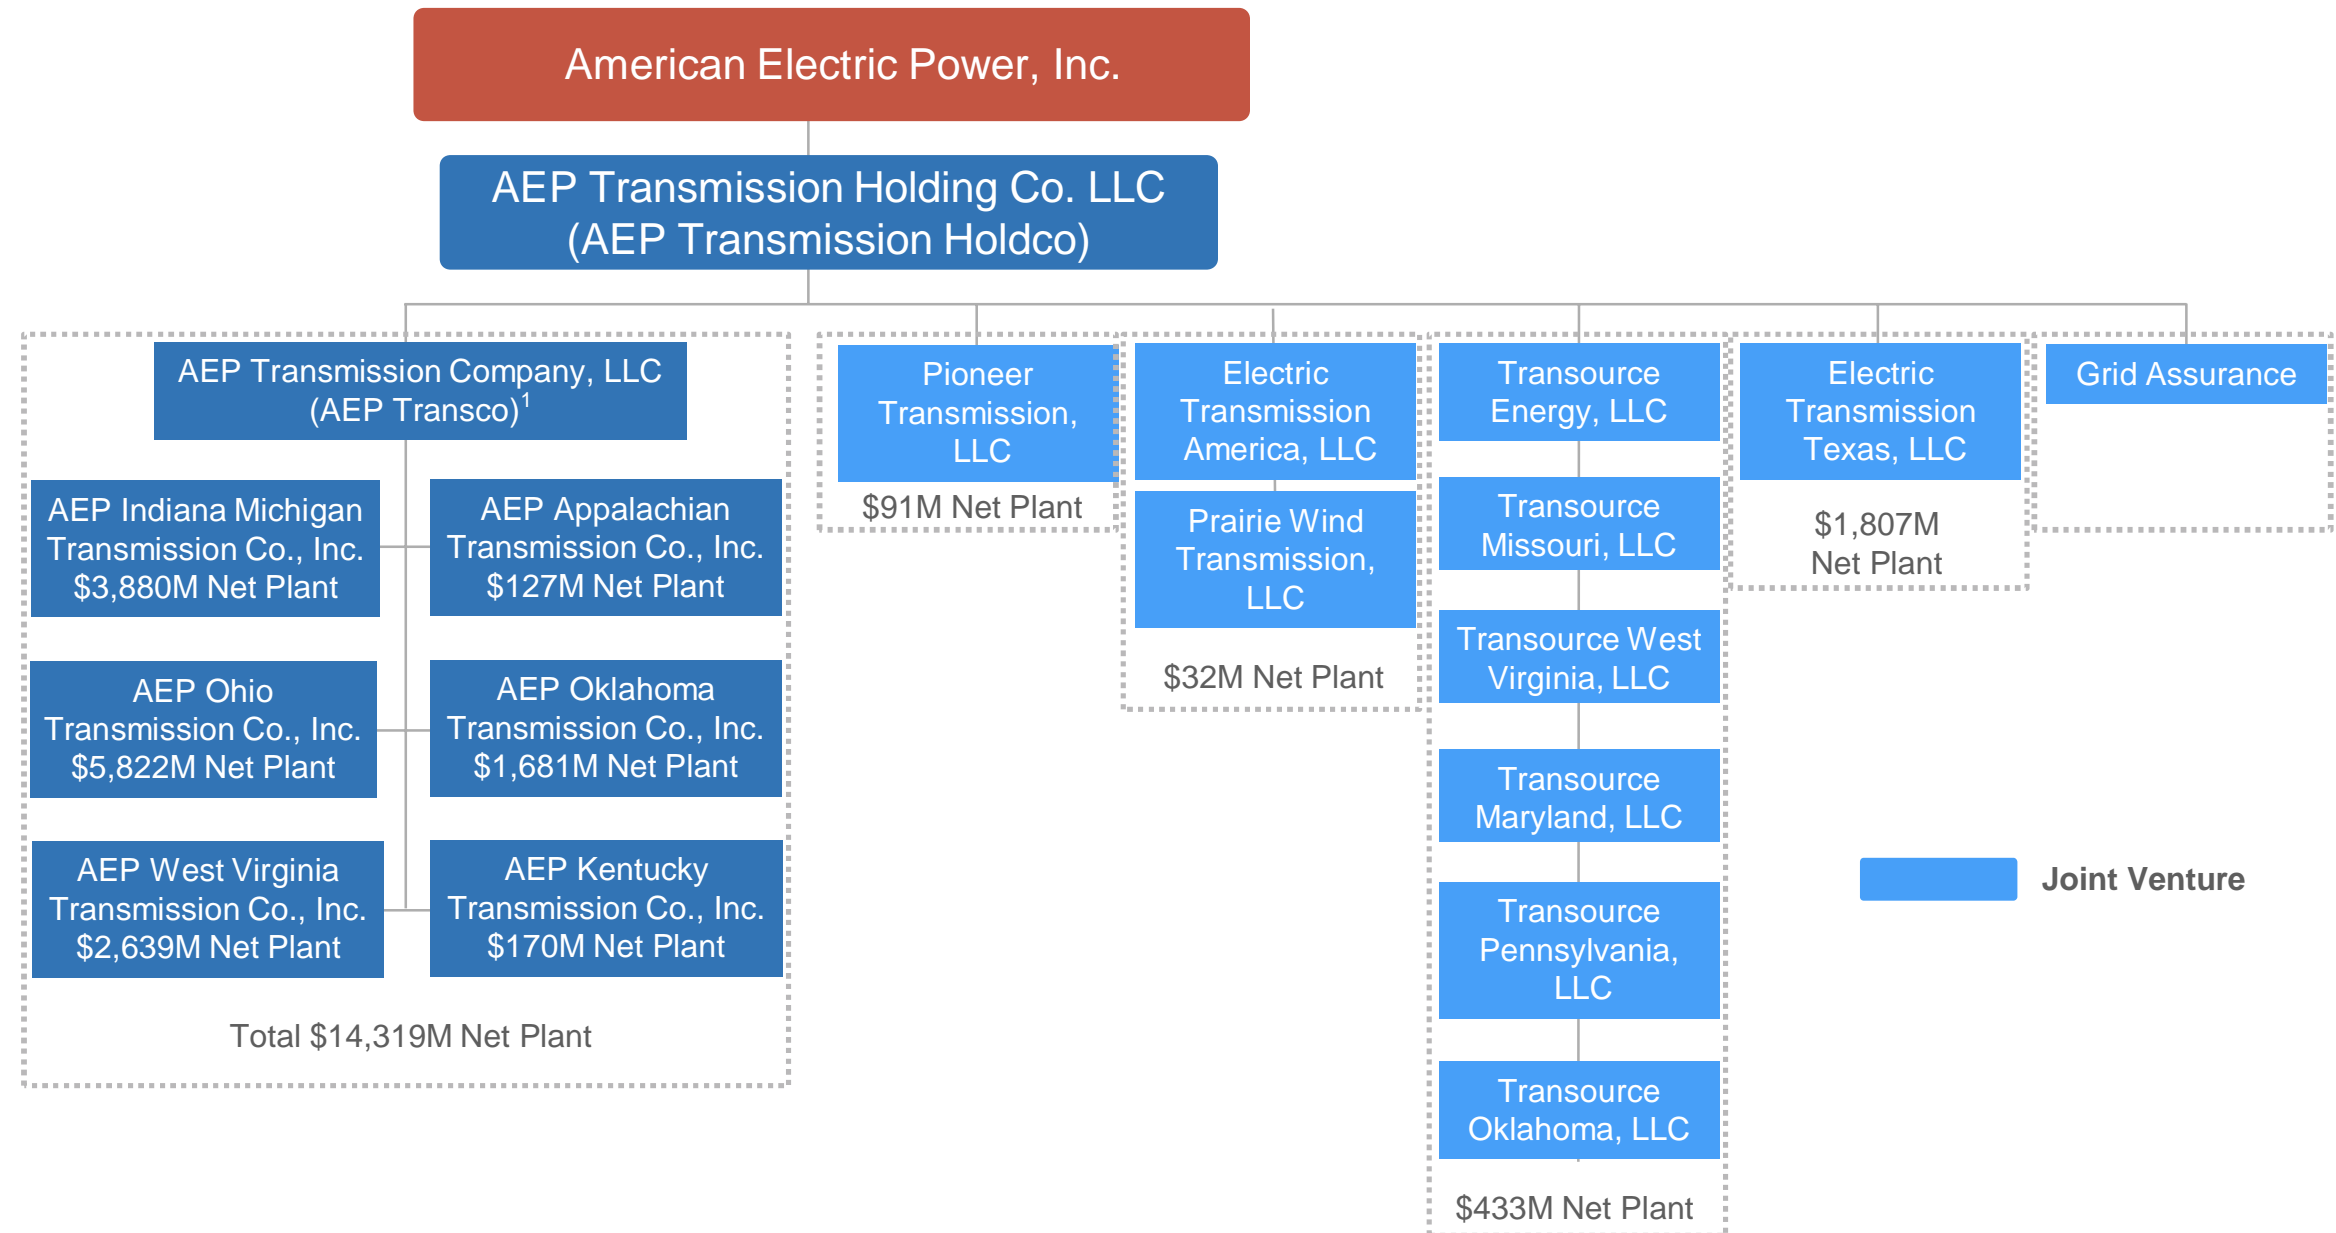 American Electric Power, Inc.
AEP Transmission Holding Co. LLC
(AEP Transmission Holdco)
AEP Transmission Company, LLC
(AEP Transco)¹
AEP Indiana Michigan
Transmission Co., Inc.
$3,880M Net Plant
AEP Appalachian
Transmission Co., Inc.
$127M Net Plant
AEP Ohio
Transmission Co., Inc.
$5,822M Net Plant
AEP Oklahoma
Transmission Co., Inc.
$1,681M Net Plant
AEP West Virginia
Transmission Co., Inc.
$2,639M Net Plant
AEP Kentucky
Transmission Co., Inc.
$170M Net Plant
Total $14,319M Net Plant
Pioneer
Transmission,
LLC
$91M Net Plant
Electric
Transmission
America, LLC
Prairie Wind
Transmission,
LLC
$32M Net Plant
Transource
Energy, LLC
Transource
Missouri, LLC
Transource West
Virginia, LLC
Transource
Maryland, LLC
Transource
Pennsylvania,
LLC
Transource
Oklahoma, LLC
$433M Net Plant
Electric
Transmission
Texas, LLC
$1,807M
Net Plant
Grid Assurance
Joint Venture